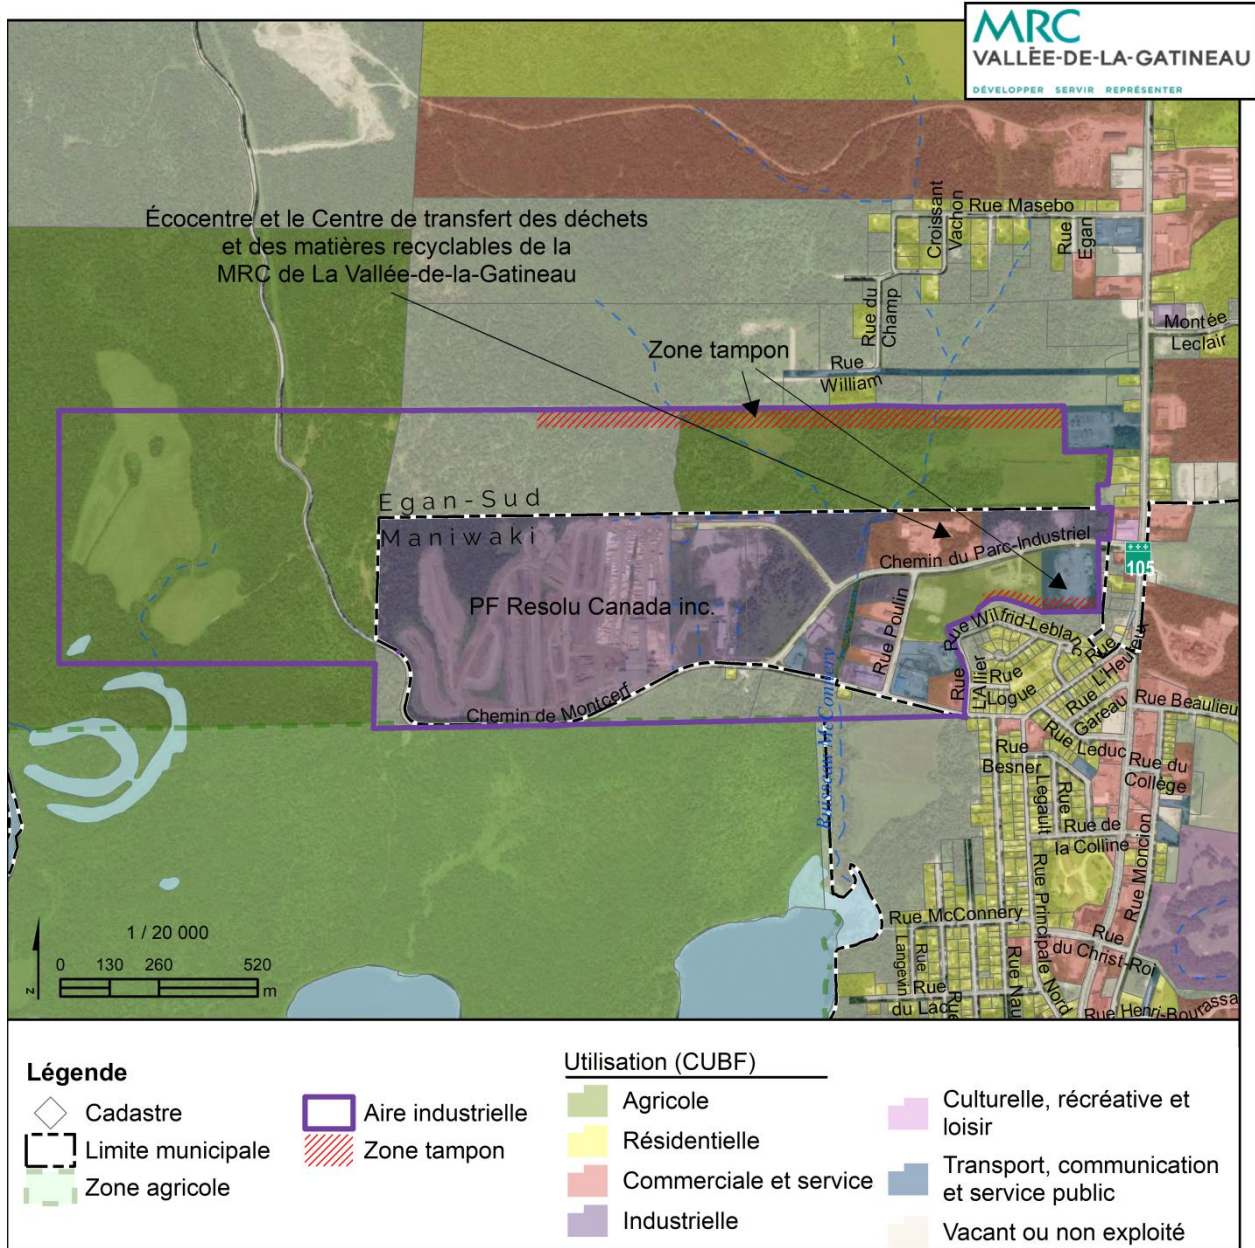 MRC
VALLÉE-DE-LA-GATINEAU
DÉVELOPPER SERVIR REPRÉSENTER
Écocentre et le Centre de transfert des déchets
et des matières recyclables de la
MRC de La Vallée-de-la-Gatineau
Croissant
Vachon
Rue Masebo
Rue
Egan
Rue du
Champ
Montée
Leclair
Zone tampon
Rue
William
Egan-Sud
Maniwaki
Chemin du Parc-Industriel
105
PF Resolu Canada inc.
Rue Poulin
Rue Wilfrid-Leblanc
Rue
L'Heureux
Rue
L'Allier
Rue
Logue
Rue
Gareau
Rue Beaulieu
Chemin de Montcerf
Ruisseau McConnery
Rue Leduc
Rue
Besner
Rue du
Collège
Rue
Legault
Rue de
la Colline
Rue Moncion
Rue McConnery
Rue Principale Nord
Rue
du Christ-Roi
Rue
Langevin
Rue
du Lac
Rue
Rue Nau
Rue Henri-Bourassa
1 / 20 000
0 130 260 520
m
z
Légende
Cadastre
Limite municipale
Zone agricole
Aire industrielle
Zone tampon
Utilisation (CUBF)
Agricole
Résidentielle
Commerciale et service
Industrielle
Culturelle, récréative et
loisir
Transport, communication
et service public
Vacant ou non exploité